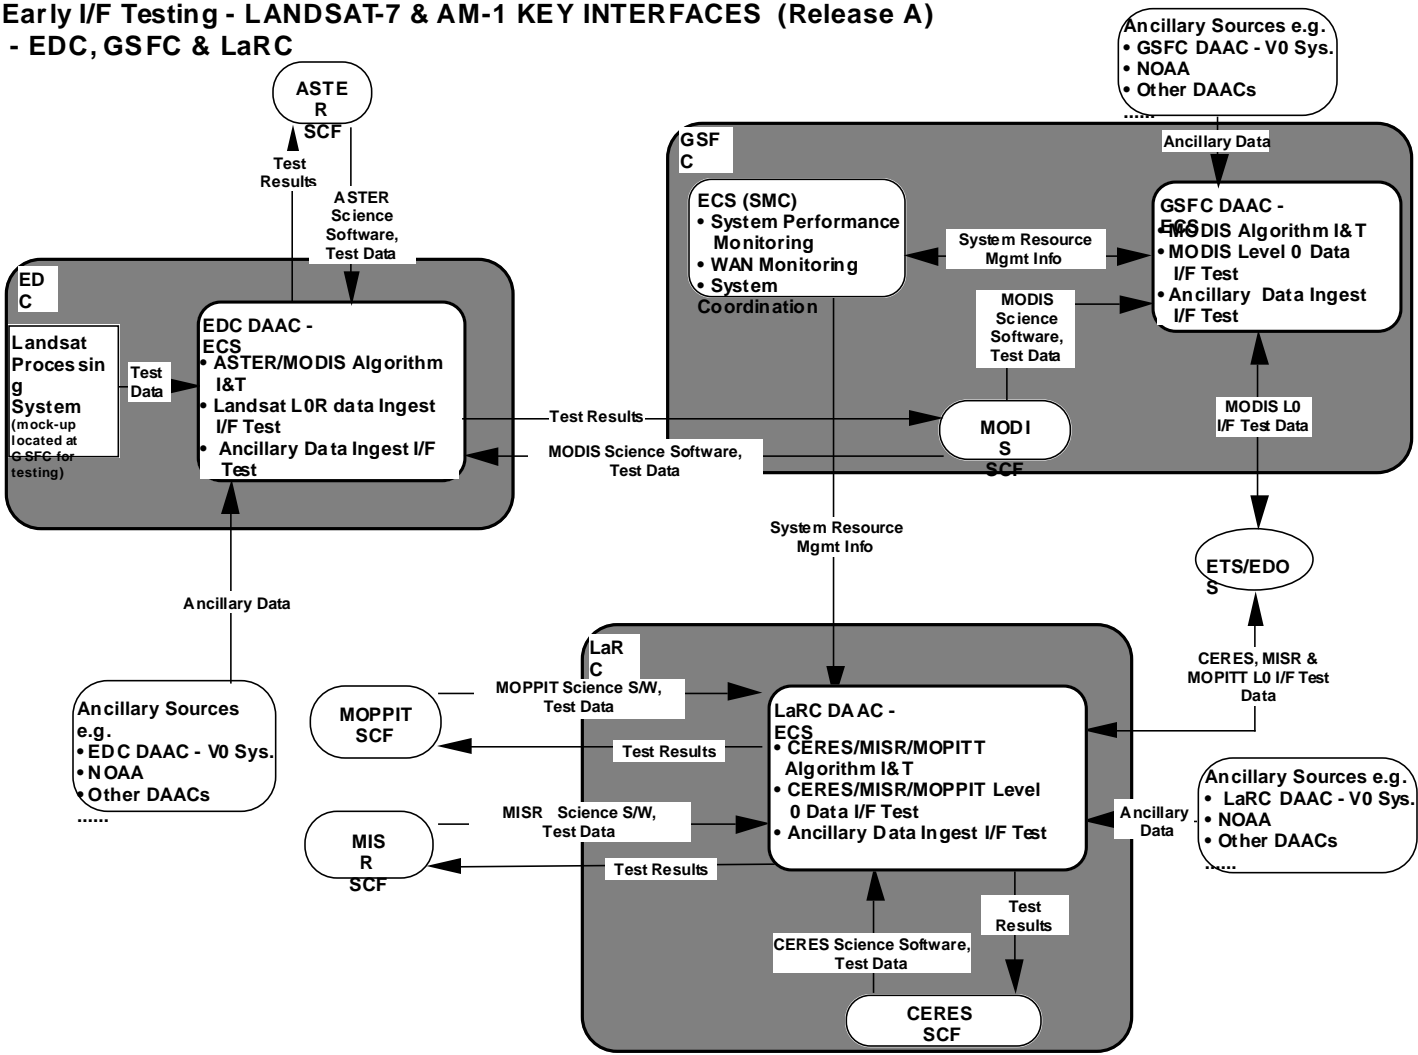 Early I/F Testing - LANDSAT-7 & AM-1 KEY INTERFACES (Release A)
- EDC, GSFC & LaRC
ASTE
R
SCF
Test
Results
ASTER
Science
Software,
Test Data
Ancillary Sources e.g.
• GSFC DAAC - V0 Sys.
• NOAA
• Other DAACs
......
Ancillary Data
GSF
C
ECS (SMC)
• System Performance
Monitoring
• WAN Monitoring
• System
Coordination
System Resource
Mgmt Info
GSFC DAAC -
ECS
• MODIS Algorithm I&T
• MODIS Level 0 Data
I/F Test
• Ancillary Data Ingest
I/F Test
MODIS
Science
Software,
Test Data
MODIS L0
I/F Test Data
MODI
S
SCF
ED
C
Landsat
Processin
g
System
(mock-up
located at
GSFC for
testing)
Test
Data
EDC DAAC -
ECS
• ASTER/MODIS Algorithm
I&T
• Landsat L0R data Ingest
I/F Test
• Ancillary Data Ingest I/F
Test
Test Results
MODIS Science Software,
Test Data
System Resource
Mgmt Info
ETS/EDO
S
Ancillary Data
Ancillary Sources
e.g.
• EDC DAAC - V0 Sys.
• NOAA
• Other DAACs
......
CERES, MISR &
MOPITT L0 I/F Test
Data
LaR
C
MOPPIT
SCF
MOPPIT Science S/W,
Test Data
Test Results
LaRC DAAC -
ECS
• CERES/MISR/MOPITT
Algorithm I&T
• CERES/MISR/MOPPIT Level
0 Data I/F Test
• Ancillary Data Ingest I/F Test
Ancillary
Data
Ancillary Sources e.g.
• LaRC DAAC - V0 Sys.
• NOAA
• Other DAACs
......
MIS
R
SCF
MISR Science S/W,
Test Data
Test Results
CERES Science Software,
Test Data
Test
Results
CERES
SCF